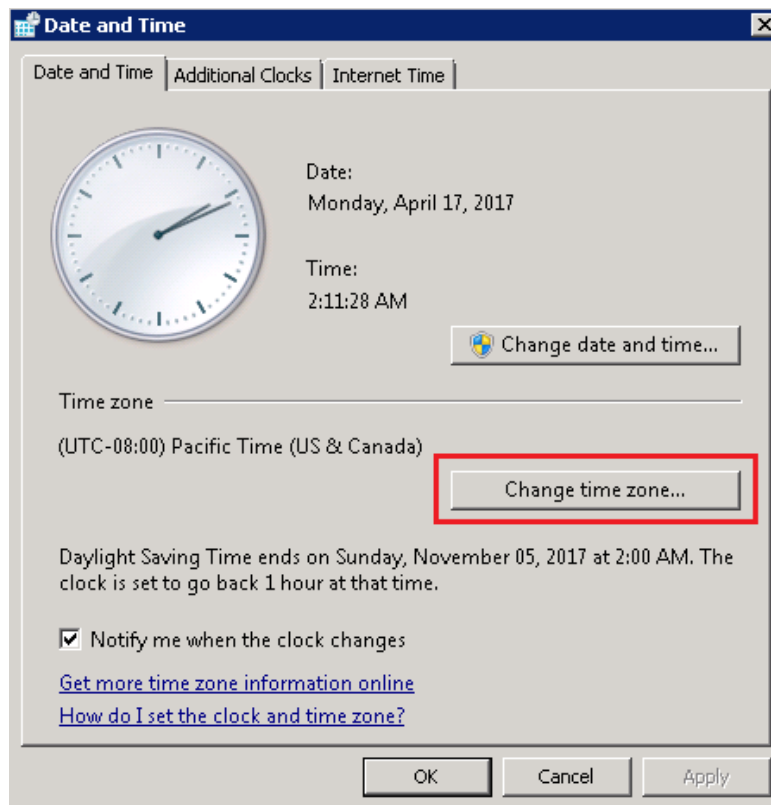 Date and Time
Date and Time
Additional Clocks
Internet Time
Date:
Monday, April 17, 2017
Time:
2:11:28 AM
Change date and time...
Time zone
(UTC-08:00) Pacific Time (US & Canada)
Change time zone...
Daylight Saving Time ends on Sunday, November 05, 2017 at 2:00 AM. The
clock is set to go back 1 hour at that time.
Notify me when the clock changes
Get more time zone information online
How do I set the clock and time zone?
OK
Cancel
Apply